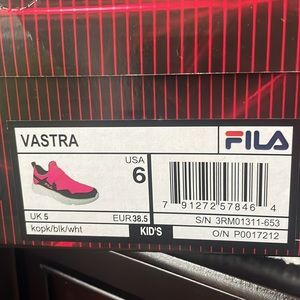 VASTRA
FILA
USA
6
UK 5
EUR 38.5
kopk/blk/wht
KID'S
7 91272 57846 4
S/N 3RM01311-653
O/N P0017212